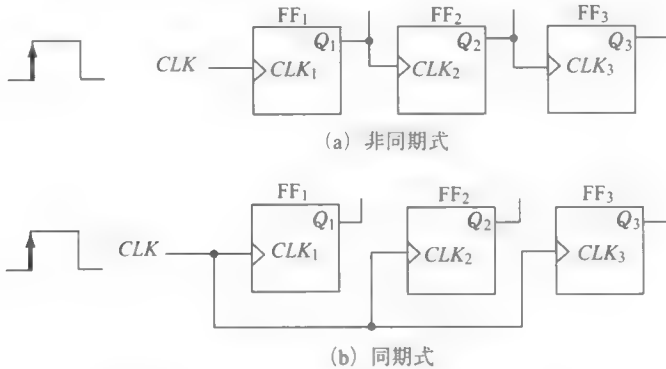 FF₁ FF₂ FF₃
Q₁ Q₂ Q₃
CLK CLK₁ CLK₂ CLK₃
(a) 非同期式
FF₁ FF₂ FF₃
Q₁ Q₂ Q₃
CLK CLK₁ CLK₂ CLK₃
(b) 同期式